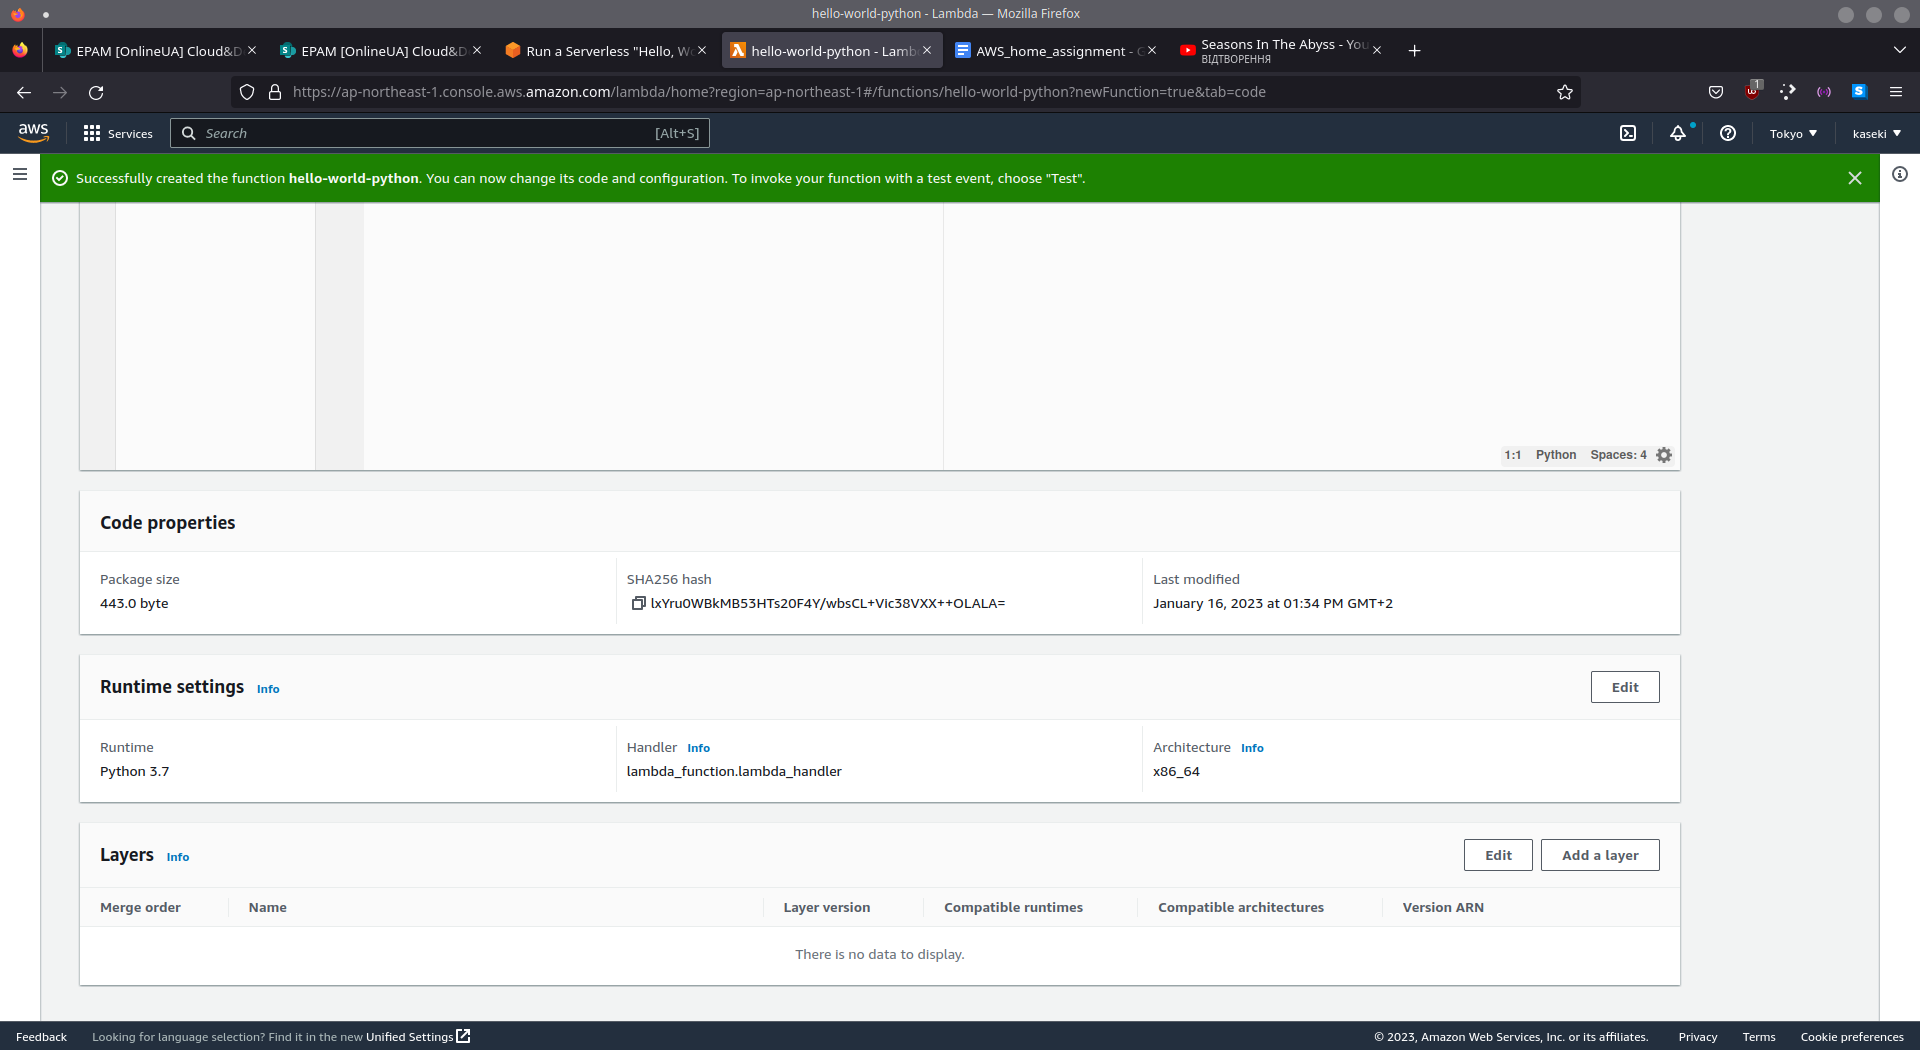 hello-world-python - Lambda — Mozilla Firefox
EPAM [OnlineUA] Cloud&D
EPAM [OnlineUA] Cloud&D
Run a Serverless "Hello, Wo
hello-world-python - Lamb
AWS_home_assignment - G
Seasons In The Abyss - You
ВІДТВОРЕННЯ
https://ap-northeast-1.console.aws.amazon.com/lambda/home?region=ap-northeast-1#/functions/hello-world-python?newFunction=true&tab=code
1
aws
Services
Search
[Alt+S]
Tokyo
kaseki
Successfully created the function hello-world-python. You can now change its code and configuration. To invoke your function with a test event, choose "Test".
1:1 Python Spaces: 4
Code properties
Package size
SHA256 hash
Last modified
443.0 byte
lxYru0WBkMB53HTs20F4Y/wbsCL+Vic38VXX++OLALA=
January 16, 2023 at 01:34 PM GMT+2
Runtime settings Info
Edit
Runtime
Handler Info
Architecture Info
Python 3.7
lambda_function.lambda_handler
x86_64
Layers Info
Edit
Add a layer
Merge order
Name
Layer version
Compatible runtimes
Compatible architectures
Version ARN
There is no data to display.
Feedback
Looking for language selection? Find it in the new Unified Settings
© 2023, Amazon Web Services, Inc. or its affiliates.
Privacy
Terms
Cookie preferences